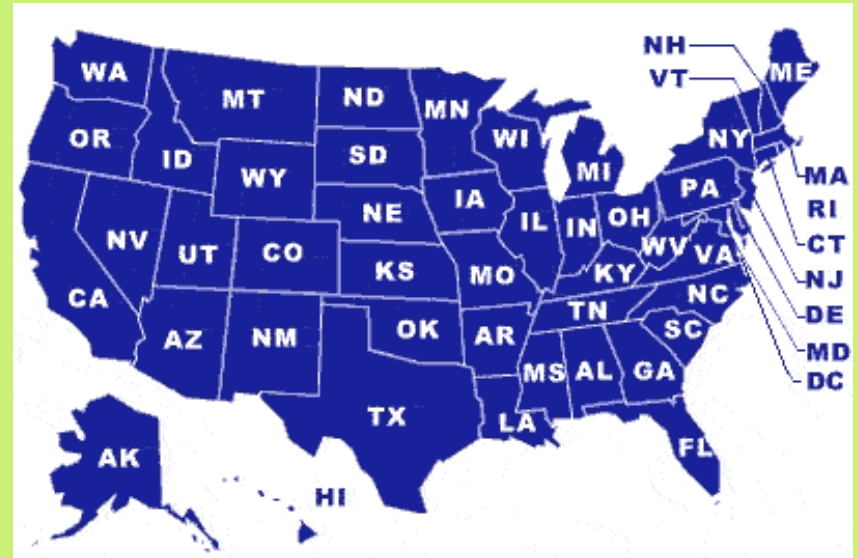 NH
ME
VT
WA
MT
ND
MN
OR
ID
SD
WI
NY
MI
MA
WY
PA
RI
IA
NE
IL
IN
OH
NV
UT
CO
WV
VA
CT
KS
MO
KY
NJ
CA
NC
DE
TN
AZ
NM
OK
AR
SC
MD
MS
AL
GA
DC
TX
LA
FL
AK
HI